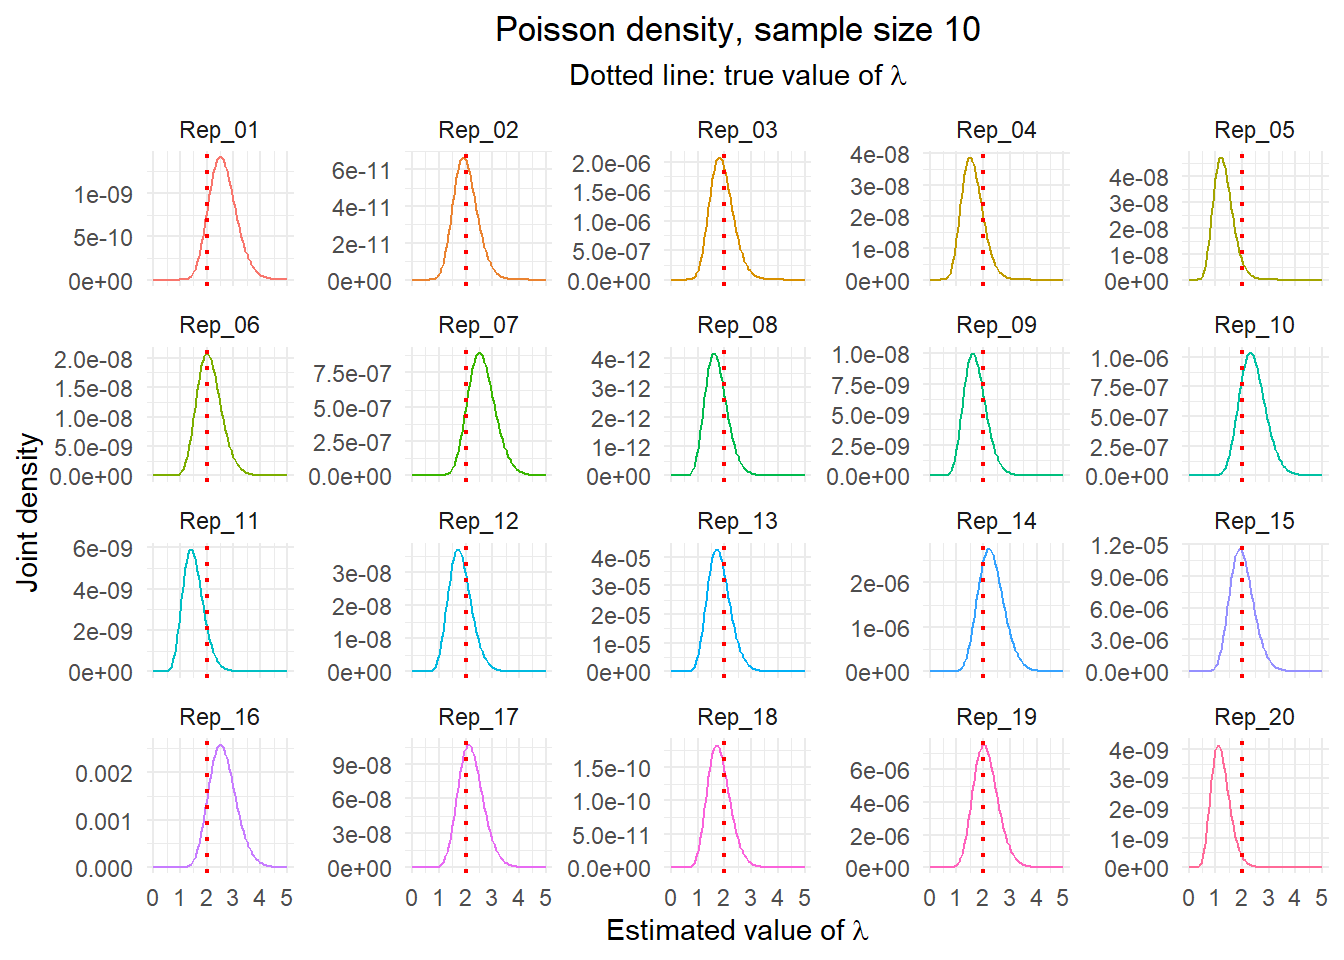 Poisson density, sample size 10
Dotted line: true value of λ
Rep_01 Rep_02 Rep_03 Rep_04 Rep_05
1e-09
5e-10
0e+00
6e-11
4e-11
2e-11
0e+00
2.0e-06
1.5e-06
1.0e-06
5.0e-07
0.0e+00
4e-08
3e-08
2e-08
1e-08
0e+00
4e-08
3e-08
2e-08
1e-08
0e+00
Rep_06 Rep_07 Rep_08 Rep_09 Rep_10
2.0e-08
1.5e-08
1.0e-08
5.0e-09
0.0e+00
7.5e-07
5.0e-07
2.5e-07
0.0e+00
4e-12
3e-12
2e-12
1e-12
0e+00
1.0e-08
7.5e-09
5.0e-09
2.5e-09
0.0e+00
1.0e-06
7.5e-07
5.0e-07
2.5e-07
0.0e+00
Rep_11 Rep_12 Rep_13 Rep_14 Rep_15
6e-09
4e-09
2e-09
0e+00
3e-08
2e-08
1e-08
0e+00
4e-05
3e-05
2e-05
1e-05
0e+00
2e-06
1e-06
0e+00
1.2e-05
9.0e-06
6.0e-06
3.0e-06
0.0e+00
Rep_16 Rep_17 Rep_18 Rep_19 Rep_20
0.002
0.001
0.000
9e-08
6e-08
3e-08
0e+00
1.5e-10
1.0e-10
5.0e-11
0.0e+00
6e-06
4e-06
2e-06
0e+00
4e-09
3e-09
2e-09
1e-09
0e+00
0 1 2 3 4 5 0 1 2 3 4 5 0 1 2 3 4 5 0 1 2 3 4 5 0 1 2 3 4 5
Estimated value of λ
Joint density